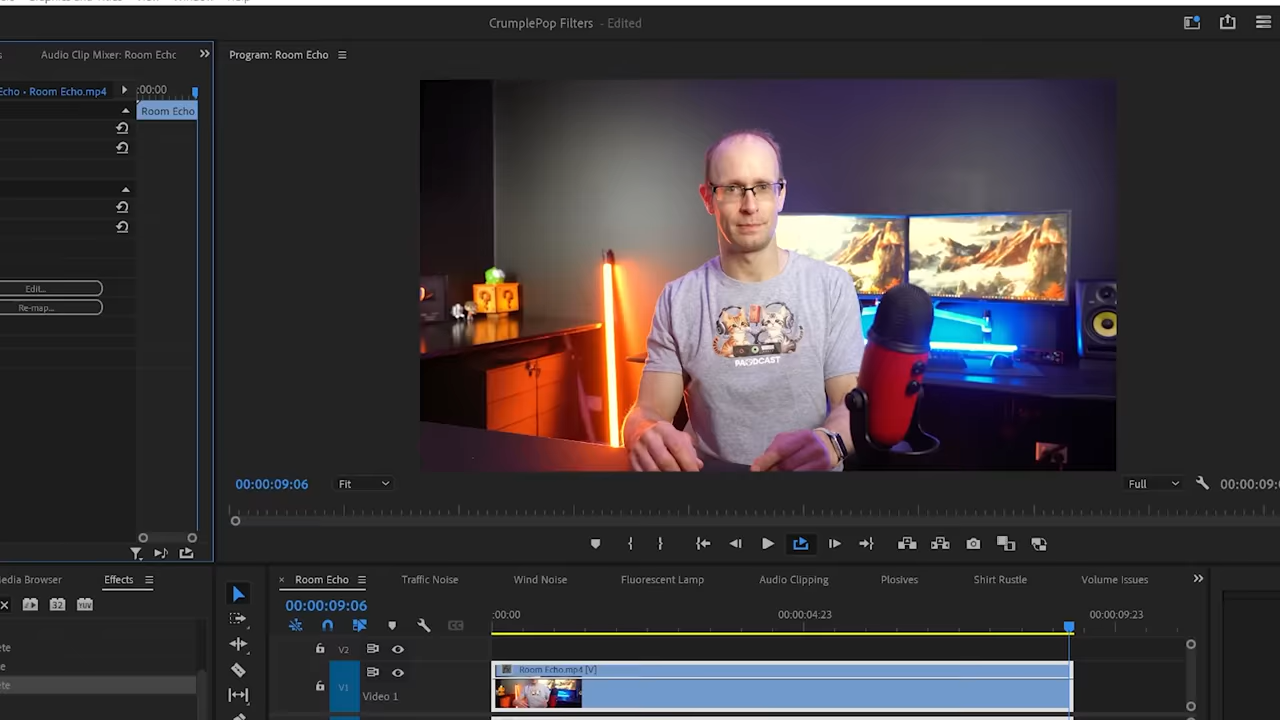 CrumplePop Filters - Edited
Audio Clip Mixer: Room Echo
Program: Room Echo
Echo • Room Echo.mp4
:00:00
Room Echo
Edit...
Re-map...
PAWDCAST
00:00:09:06
Fit
Full
00:00:09:
Media Browser
Effects
Room Echo
Traffic Noise
Wind Noise
Fluorescent Lamp
Audio Clipping
Plosives
Shirt Rustle
Volume Issues
32
YUV
00:00:09:06
:00:00
00:00:04:23
00:00:09:23
V2
Room Echo.mp4 [V]
V1
Video 1